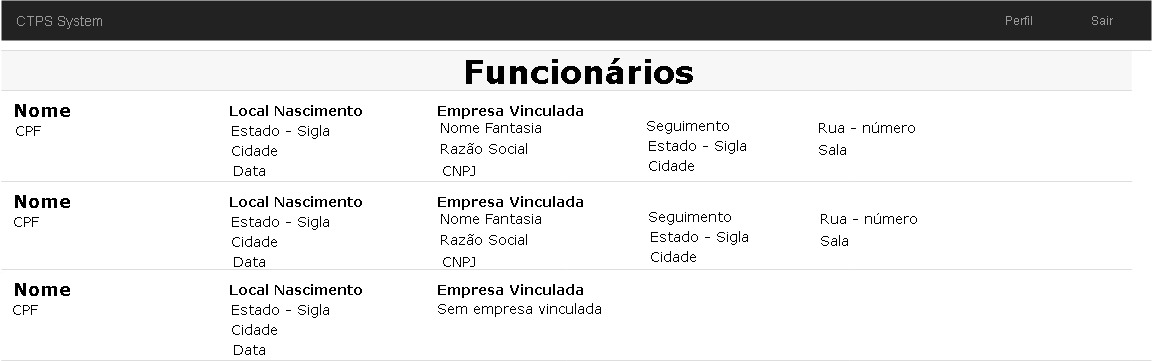 CTPS System Perfil Sair
Funcionários
Nome Local Nascimento Empresa Vinculada
CPF Estado - Sigla Nome Fantasia Seguimento Rua - número
Cidade Razão Social Estado - Sigla Sala
Data CNPJ Cidade
Nome Local Nascimento Empresa Vinculada
CPF Estado - Sigla Nome Fantasia Seguimento Rua - número
Cidade Razão Social Estado - Sigla Sala
Data CNPJ Cidade
Nome Local Nascimento Empresa Vinculada
CPF Estado - Sigla Sem empresa vinculada
Cidade
Data